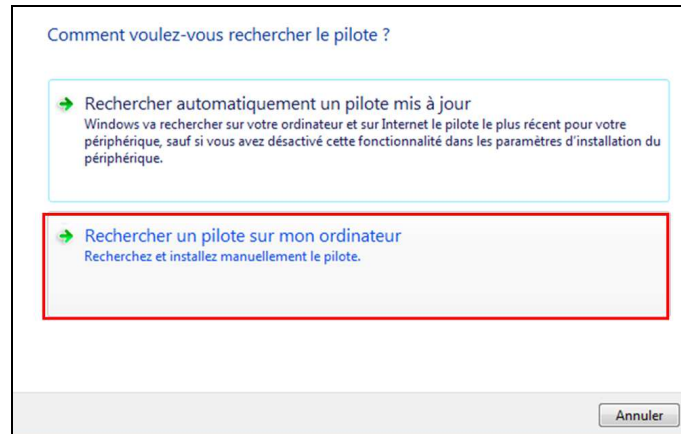 Comment voulez-vous rechercher le pilote ?
Rechercher automatiquement un pilote mis à jour
Windows va rechercher sur votre ordinateur et sur Internet le pilote le plus récent pour votre
périphérique, sauf si vous avez désactivé cette fonctionnalité dans les paramètres d'installation du
périphérique.
Rechercher un pilote sur mon ordinateur
Recherchez et installez manuellement le pilote.
Annuler